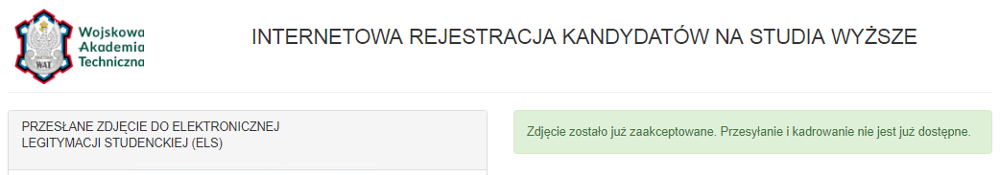 Wojskowa
Akademia
Techniczna
WAT
INTERNETOWA REJESTRACJA KANDYDATÓW NA STUDIA WYŻSZE
PRZESŁANE ZDJĘCIE DO ELEKTRONICZNEJ
LEGITYMACJI STUDENCKIEJ (ELS)
Zdjęcie zostało już zaakceptowane. Przesyłanie i kadrowanie nie jest już dostępne.